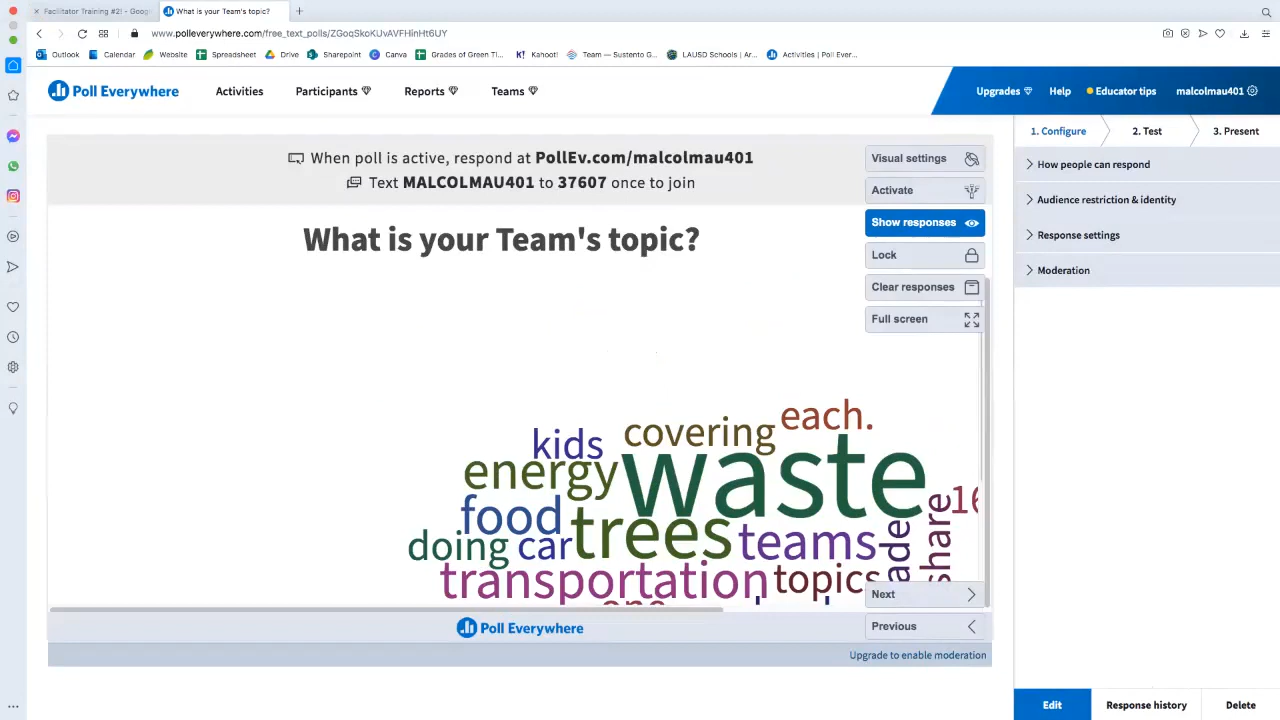 Facilitator Training #2! - Googl
What is your Team's topic?
www.polleverywhere.com/free_text_polls/ZGoqSkoKUvAVFHinHt6UY
Outlook
Calendar
Website
Spreadsheet
Drive
Sharepoint
Canva
Grades of Green Ti...
Kahoot!
Team — Sustento G...
LAUSD Schools | Ar...
Activities | Poll Ever...
Poll Everywhere
Activities
Participants
Reports
Teams
Upgrades
Help
Educator tips
malcolmau401
When poll is active, respond at PollEv.com/malcolmau401
Text MALCOLMAU401 to 37607 once to join
What is your Team's topic?
Visual settings
Activate
Show responses
Lock
Clear responses
Full screen
each.
covering
kids
waste
energy
food
trees
teams
share
16
ade
doing
car
transportation
topics
one
Next
Previous
Poll Everywhere
Upgrade to enable moderation
1. Configure
2. Test
3. Present
How people can respond
Audience restriction & identity
Response settings
Moderation
Edit
Response history
Delete